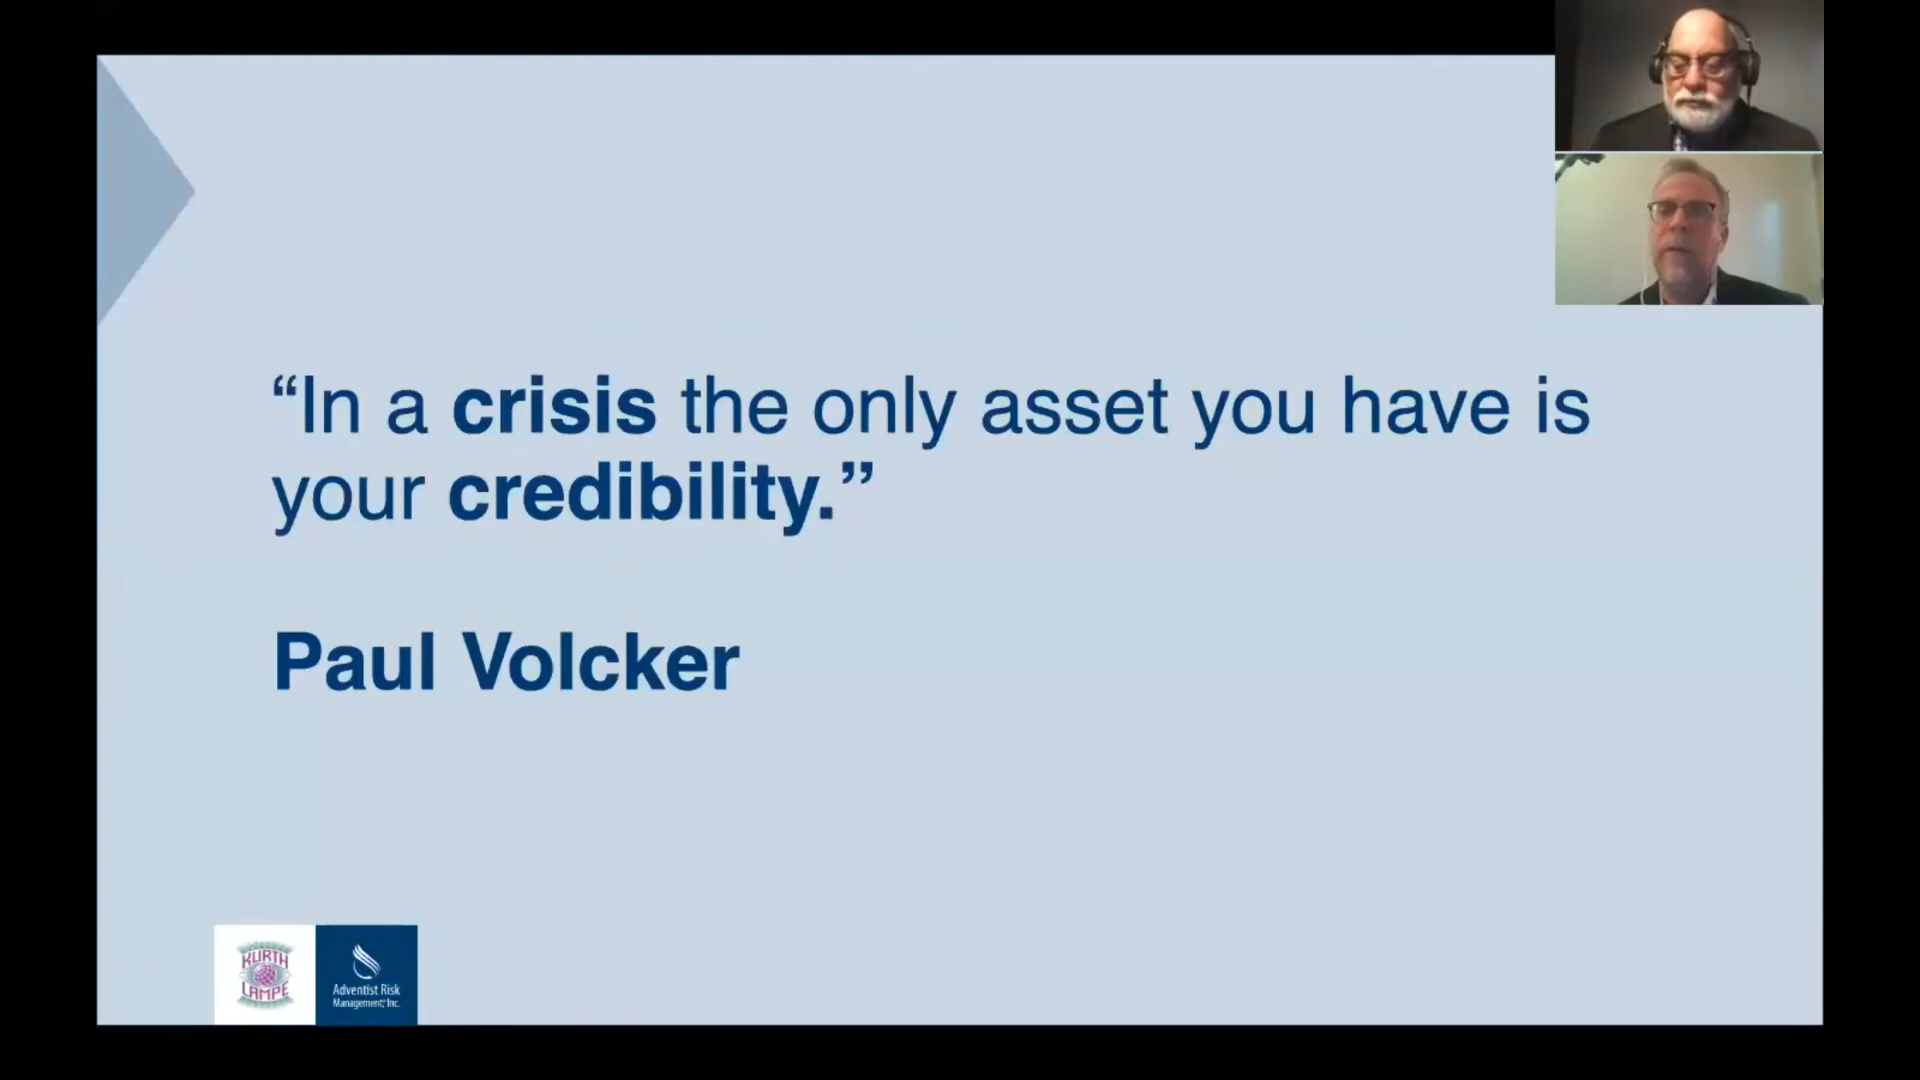 “In a crisis the only asset you have is
your credibility.”
Paul Volcker
KURTH
LAMPE
Adventist Risk
Management, Inc.